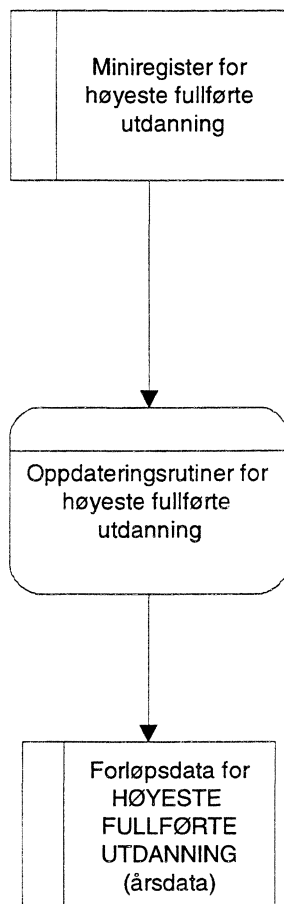 Miniregister for
høyeste fullførte
utdanning
Oppdateringsrutiner for
høyeste fullførte
utdanning
Forløpsdata for
HØYESTE
FULLFØRTE
UTDANNING
(årsdata)